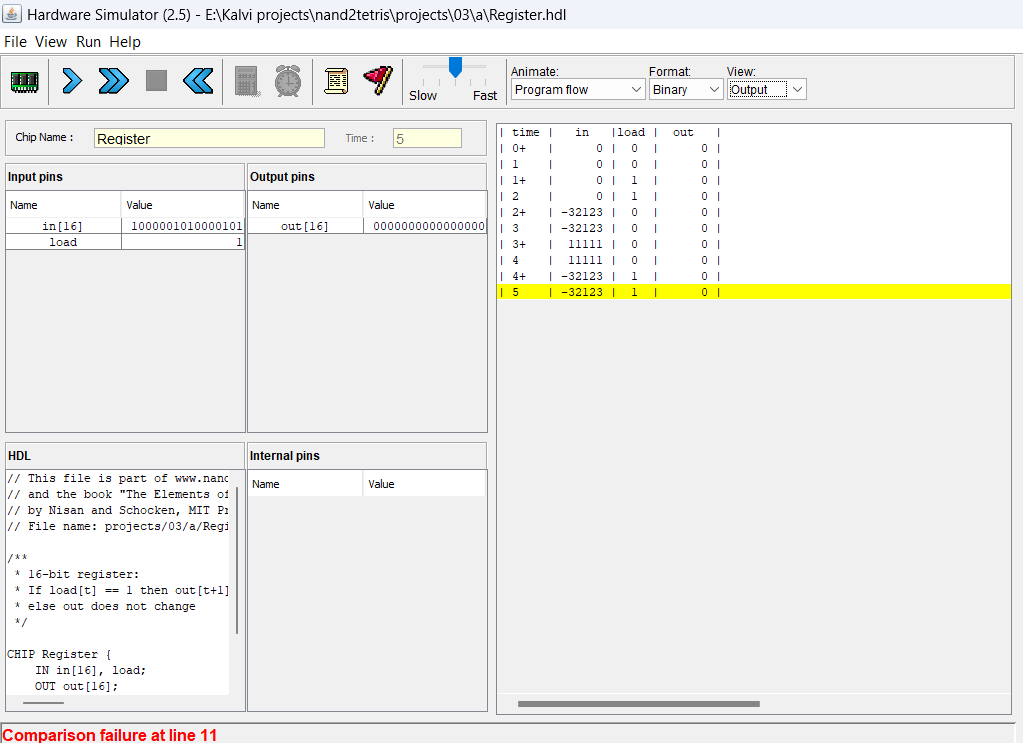 Hardware Simulator (2.5) - E:\Kalvi projects\nand2tetris\projects\03\a\Register.hdl
File View Run Help
Slow Fast
Animate: Format: View:
Program flow Binary Output
Chip Name : Register Time : 5
Input pins
Name Value
in[16] 1000001010000101
load 1
Output pins
Name Value
out[16] 0000000000000000
HDL
// This file is part of www.nand
// and the book "The Elements of
// by Nisan and Schocken, MIT Pr
// File name: projects/03/a/Regi
/**
* 16-bit register:
* If load[t] == 1 then out[t+1]
* else out does not change
*/
CHIP Register {
IN in[16], load;
OUT out[16];
Internal pins
Name Value
| time | in |load | out |
| 0+ | 0 | 0 | 0 |
| 1 | 0 | 0 | 0 |
| 1+ | 0 | 1 | 0 |
| 2 | 0 | 1 | 0 |
| 2+ | -32123 | 0 | 0 |
| 3 | -32123 | 0 | 0 |
| 3+ | 11111 | 0 | 0 |
| 4 | 11111 | 0 | 0 |
| 4+ | -32123 | 1 | 0 |
| 5 | -32123 | 1 | 0 |
Comparison failure at line 11